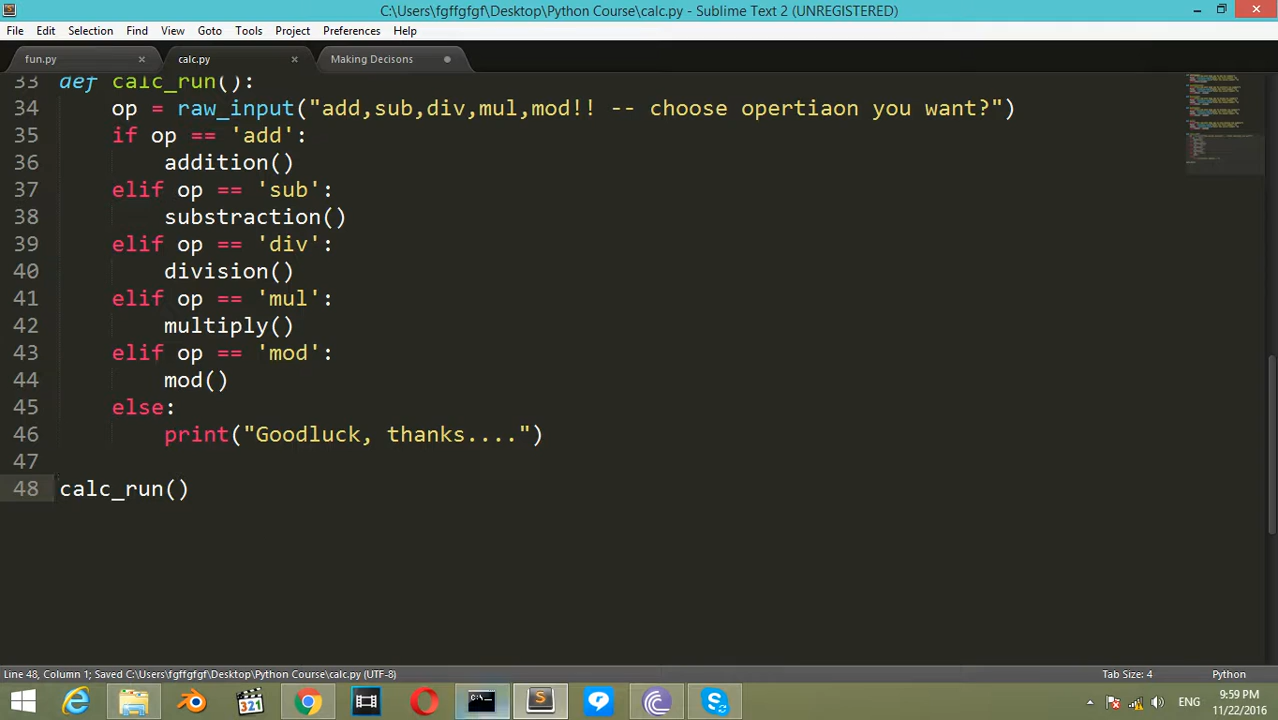 C:\Users\fgffgfgf\Desktop\Python Course\calc.py - Sublime Text 2 (UNREGISTERED)
File Edit Selection Find View Goto Tools Project Preferences Help
fun.py calc.py Making Decisons
33 def calc_run():
34 op = raw_input("add,sub,div,mul,mod!! -- choose opertiaon you want?")
35 if op == 'add':
36 addition()
37 elif op == 'sub':
38 substraction()
39 elif op == 'div':
40 division()
41 elif op == 'mul':
42 multiply()
43 elif op == 'mod':
44 mod()
45 else:
46 print("Goodluck, thanks....")
47
48 calc_run()
Line 48, Column 1; Saved C:\Users\fgffgfgf\Desktop\Python Course\calc.py (UTF-8) Tab Size: 4 Python
321
ENG
9:59 PM
11/22/2016